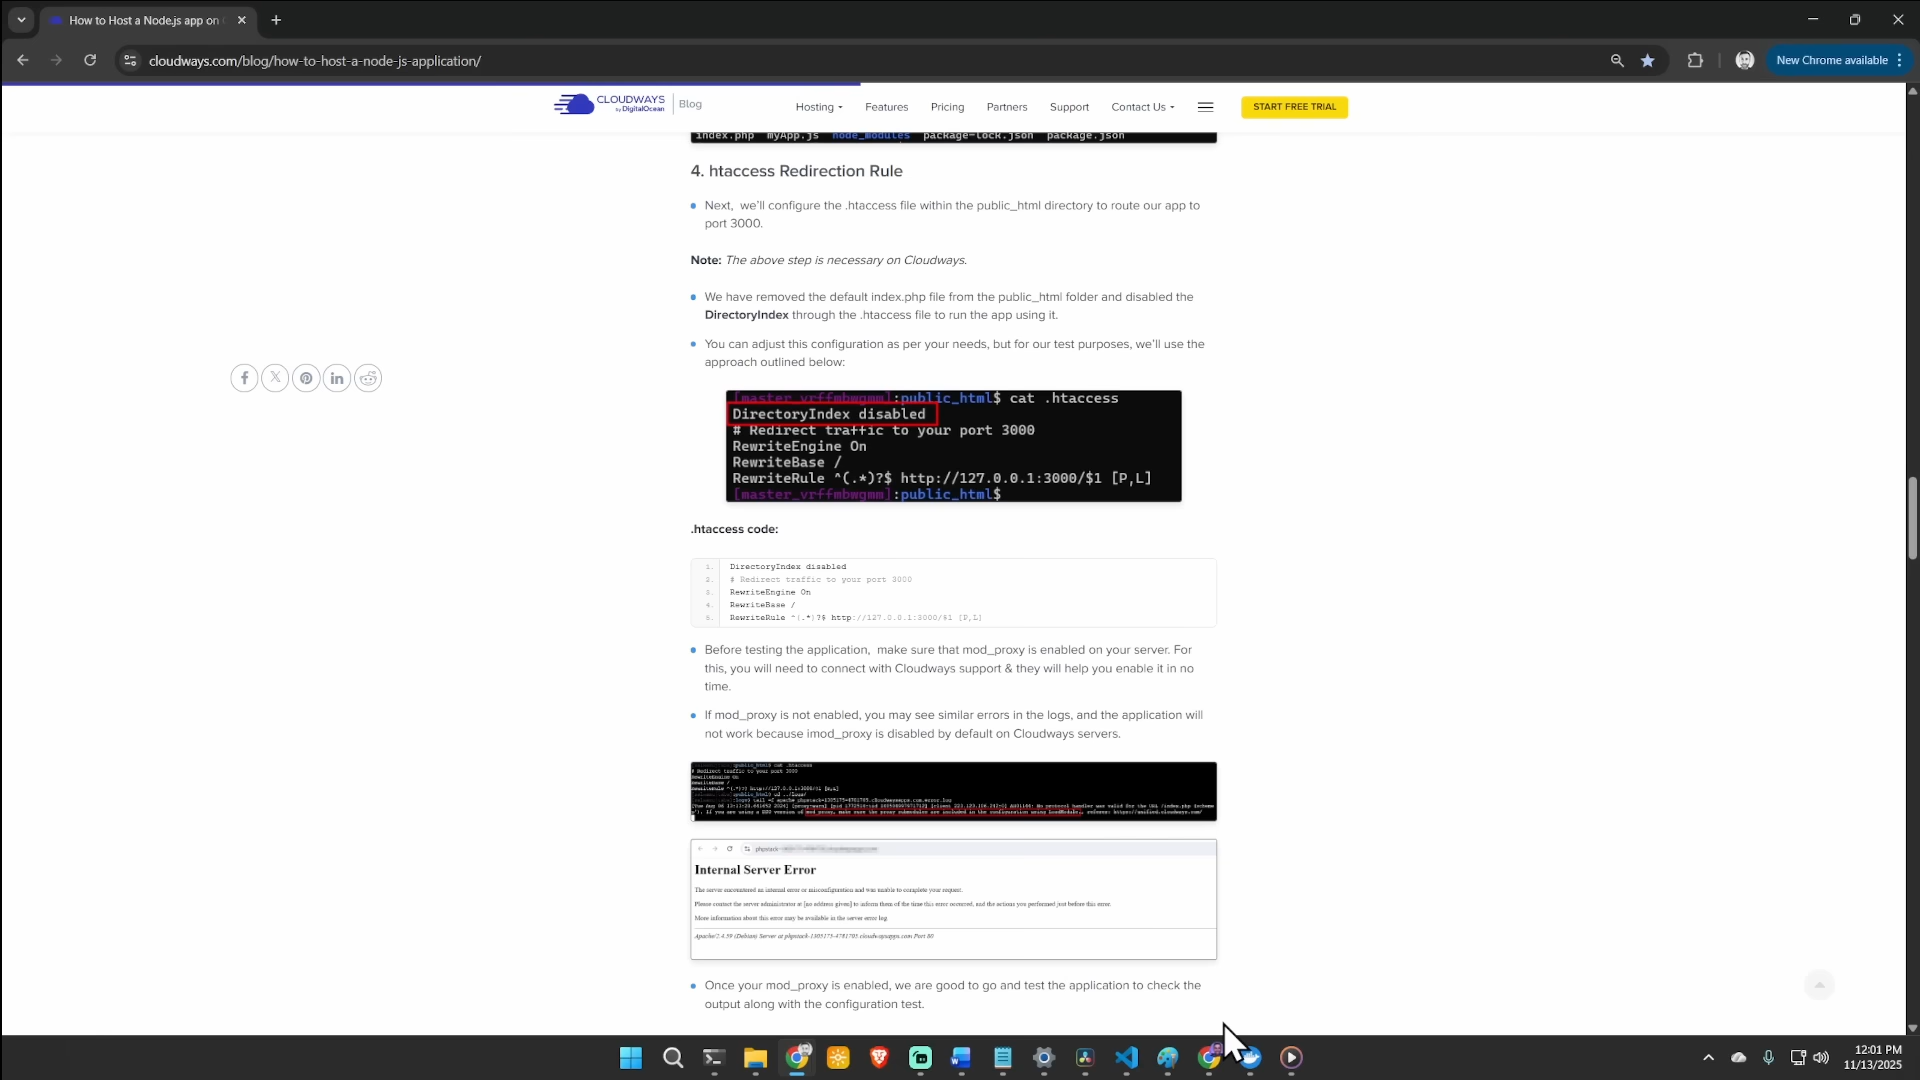 How to Host a Node.js app on
cloudways.com/blog/how-to-host-a-node-js-application/
New Chrome available
CLOUDWAYS
by DigitalOcean
Blog
Hosting
Features
Pricing
Partners
Support
Contact Us
START FREE TRIAL
index.php myApp.js node_modules package-lock.json package.json
4. htaccess Redirection Rule
Next, we'll configure the .htaccess file within the public_html directory to route our app to
port 3000.
Note: The above step is necessary on Cloudways.
We have removed the default index.php file from the public_html folder and disabled the
DirectoryIndex through the .htaccess file to run the app using it.
You can adjust this configuration as per your needs, but for our test purposes, we'll use the
approach outlined below:
[master_vrffmbwgmm]:public_html$ cat .htaccess
DirectoryIndex disabled
# Redirect traffic to your port 3000
RewriteEngine On
RewriteBase /
RewriteRule ^(.*)?$ http://127.0.0.1:3000/$1 [P,L]
[master_vrffmbwgmm]:public_html$
.htaccess code:
1. DirectoryIndex disabled
2. # Redirect traffic to your port 3000
3. RewriteEngine On
4. RewriteBase /
5. RewriteRule ^(.*)?$ http://127.0.0.1:3000/$1 [P,L]
Before testing the application, make sure that mod_proxy is enabled on your server. For
this, you will need to connect with Cloudways support & they will help you enable it in no
time.
If mod_proxy is not enabled, you may see similar errors in the logs, and the application will
not work because imod_proxy is disabled by default on Cloudways servers.
# Redirect traffic to your port 3000
RewriteEngine On
RewriteBase /
RewriteRule ^(.*)?$ http://127.0.0.1:3000/$1 [P,L]
Internal Server Error
The server encountered an internal error or misconfiguration and was unable to complete your request.
Please contact the server administrator at [no address given] to inform them of the time this error occurred, and the actions you performed just before this error.
More information about this error may be available in the server error log.
Apache/2.4.59 (Debian) Server at phpstack-1305175-4781705.cloudwaysapps.com Port 80
Once your mod_proxy is enabled, we are good to go and test the application to check the
output along with the configuration test.
12:01 PM
11/13/2025